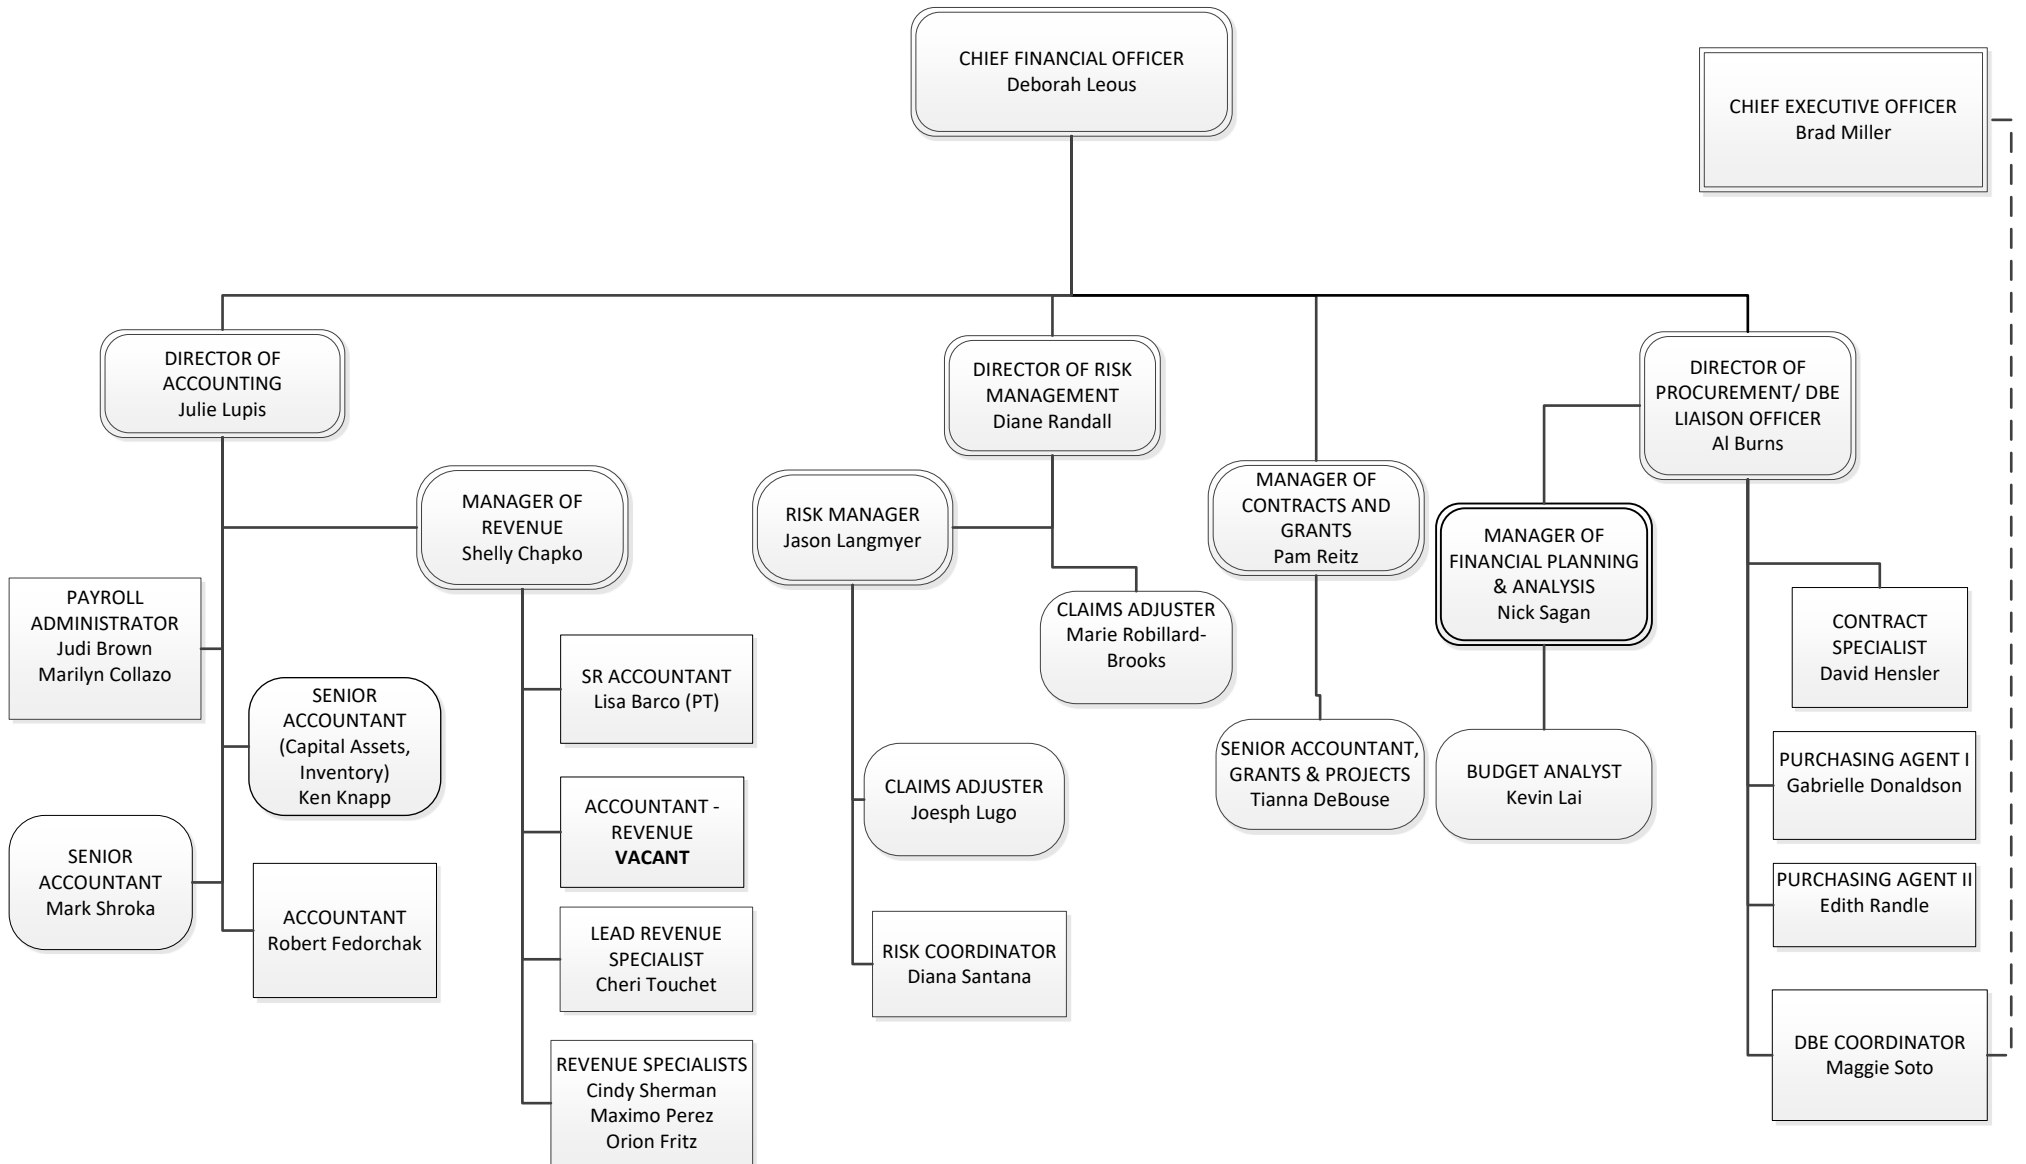 CHIEF FINANCIAL OFFICER
Deborah Leous
CHIEF EXECUTIVE OFFICER
Brad Miller
DIRECTOR OF
ACCOUNTING
Julie Lupis
DIRECTOR OF RISK
MANAGEMENT
Diane Randall
DIRECTOR OF
PROCUREMENT/ DBE
LIAISON OFFICER
Al Burns
MANAGER OF
REVENUE
Shelly Chapko
RISK MANAGER
Jason Langmyer
MANAGER OF
CONTRACTS AND
GRANTS
Pam Reitz
MANAGER OF
FINANCIAL PLANNING
& ANALYSIS
Nick Sagan
PAYROLL
ADMINISTRATOR
Judi Brown
Marilyn Collazo
CLAIMS ADJUSTER
Marie Robillard-
Brooks
CONTRACT
SPECIALIST
David Hensler
SENIOR
ACCOUNTANT
(Capital Assets,
Inventory)
Ken Knapp
SR ACCOUNTANT
Lisa Barco (PT)
SENIOR ACCOUNTANT,
GRANTS & PROJECTS
Tianna DeBouse
BUDGET ANALYST
Kevin Lai
PURCHASING AGENT I
Gabrielle Donaldson
CLAIMS ADJUSTER
Joesph Lugo
ACCOUNTANT -
REVENUE
VACANT
SENIOR
ACCOUNTANT
Mark Shroka
ACCOUNTANT
Robert Fedorchak
PURCHASING AGENT II
Edith Randle
LEAD REVENUE
SPECIALIST
Cheri Touchet
RISK COORDINATOR
Diana Santana
DBE COORDINATOR
Maggie Soto
REVENUE SPECIALISTS
Cindy Sherman
Maximo Perez
Orion Fritz